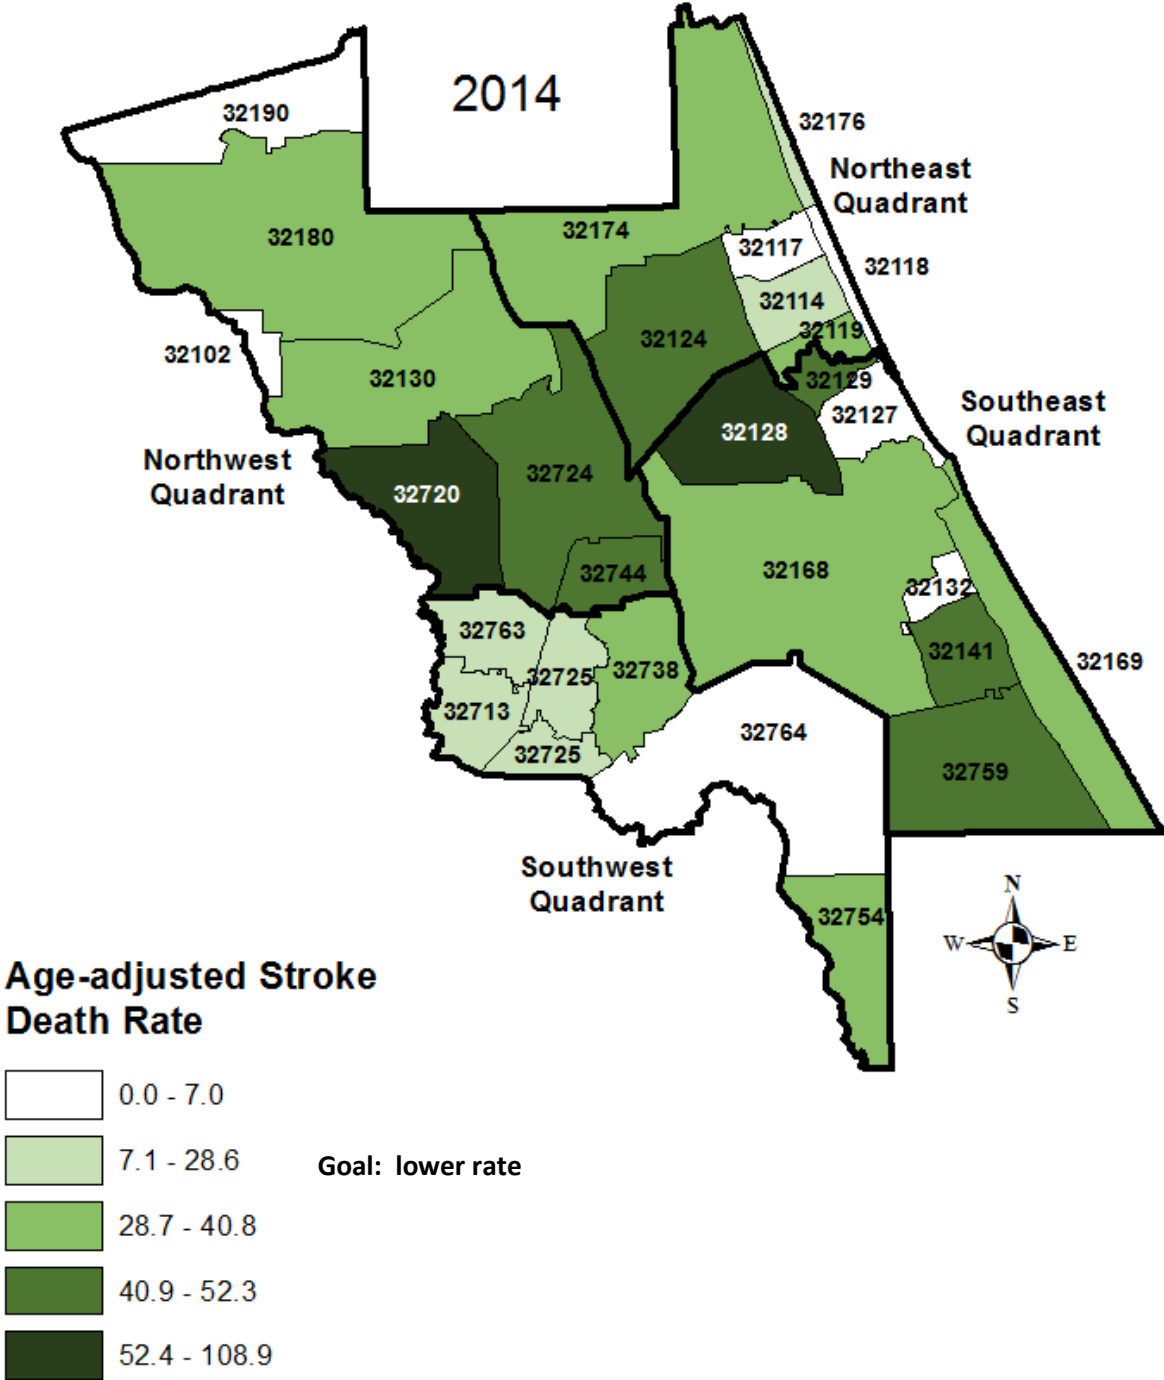 2014
32190
32176
Northeast
Quadrant
32180
32174
32117
32118
32114
32119
32124
32102
32130
32129
32127
Southeast
Quadrant
32128
Northwest
Quadrant
32724
32720
32744
32168
32132
32763
32141
32169
32725
32738
32713
32764
32725
32759
Southwest
Quadrant
32754
N
W
E
S
Age-adjusted Stroke
Death Rate
0.0 - 7.0
7.1 - 28.6
Goal: lower rate
28.7 - 40.8
40.9 - 52.3
52.4 - 108.9